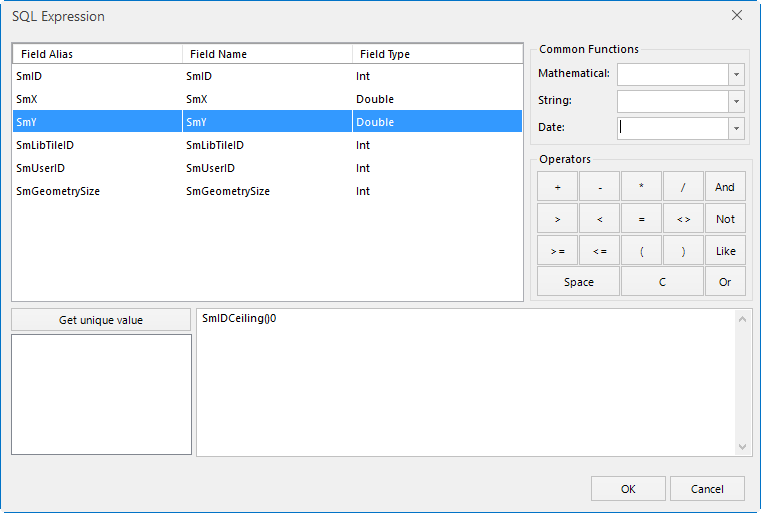 SQL Expression
Field Alias Field Name Field Type
SmID SmID Int
SmX SmX Double
SmY SmY Double
SmLibTileID SmLibTileID Int
SmUserID SmUserID Int
SmGeometrySize SmGeometrySize Int
Common Functions
Mathematical:
String:
Date:
Operators
+ - * / And
> < = <> Not
>= <= ( ) Like
Space C Or
Get unique value
SmIDCeiling()0
OK Cancel